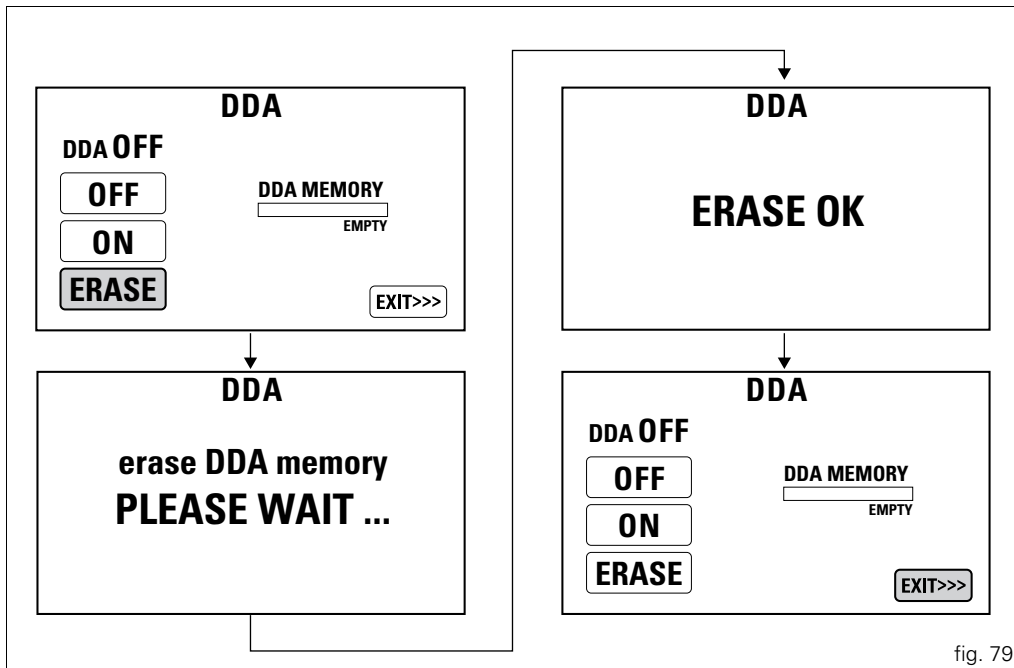 DDA
DDA OFF
OFF
ON
ERASE
DDA MEMORY
EMPTY
EXIT>>>
DDA
erase DDA memory
PLEASE WAIT ...
DDA
ERASE OK
DDA
DDA OFF
OFF
ON
ERASE
DDA MEMORY
EMPTY
EXIT>>>
fig. 79